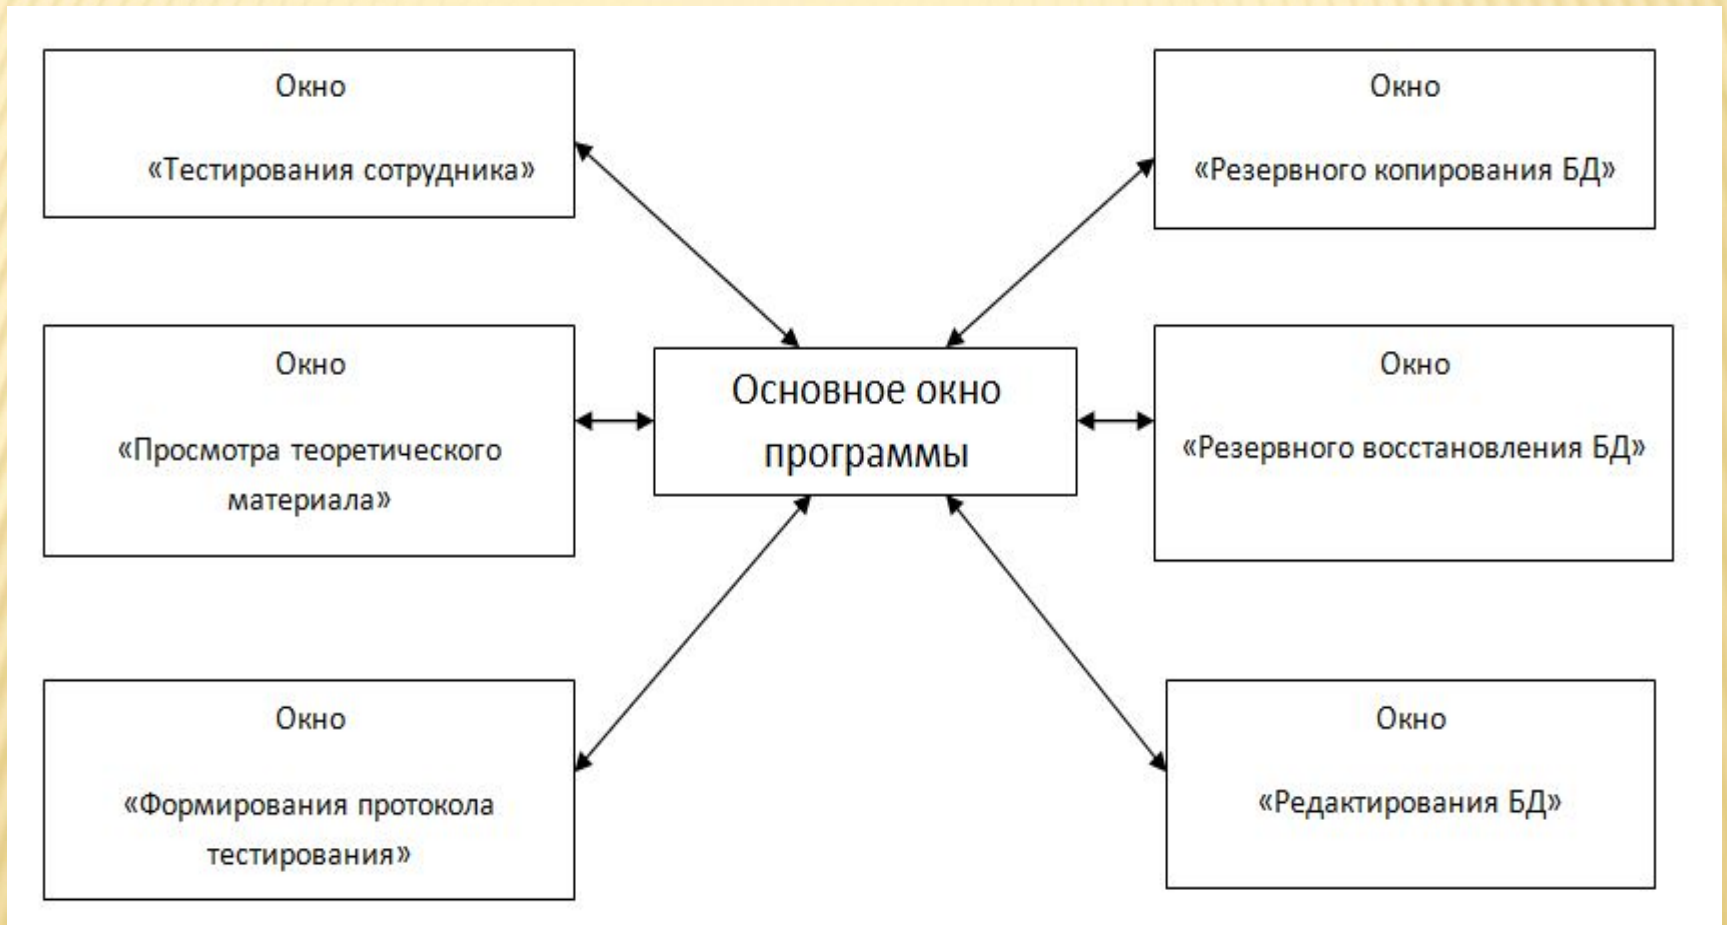 Окно
«Тестирования сотрудника»
Окно
«Резервного копирования БД»
Окно
«Просмотра теоретического
материала»
Основное окно
программы
Окно
«Резервного восстановления БД»
Окно
«Формирования протокола
тестирования»
Окно
«Редактирования БД»